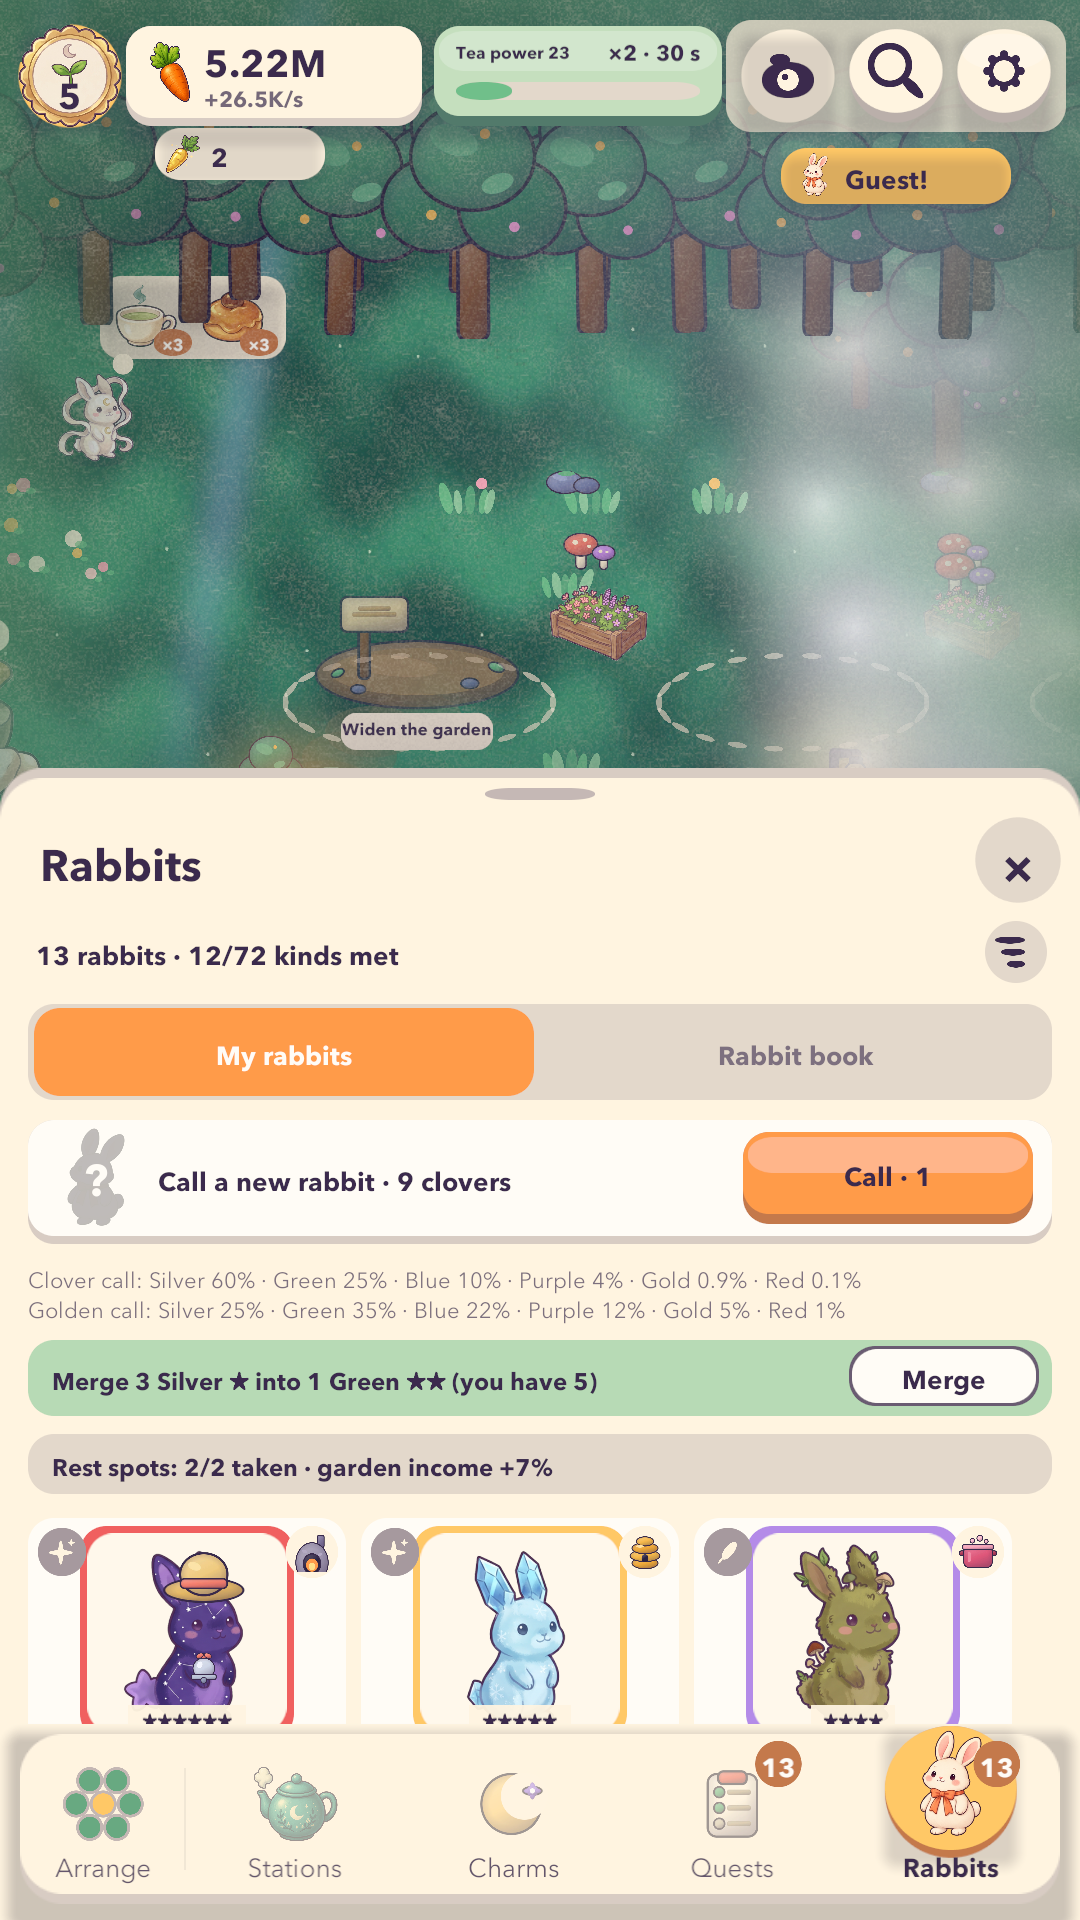 5
5.22M
+26.5K/s
Tea power 23
×2 · 30 s
2
Guest!
×3
×3
Widen the garden
Rabbits
13 rabbits · 12/72 kinds met
My rabbits
Rabbit book
?
Call a new rabbit · 9 clovers
Call · 1
Clover call: Silver 60% · Green 25% · Blue 10% · Purple 4% · Gold 0.9% · Red 0.1%
Golden call: Silver 25% · Green 35% · Blue 22% · Purple 12% · Gold 5% · Red 1%
Merge 3 Silver ★ into 1 Green ★★ (you have 5)
Merge
Rest spots: 2/2 taken · garden income +7%
★★★★★★
★★★★★
★★★★
Arrange
Stations
Charms
13
Quests
13
Rabbits